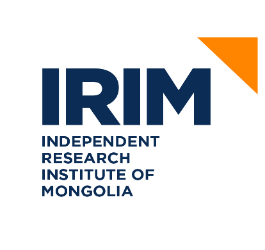 IRIM
INDEPENDENT
RESEARCH
INSTITUTE OF
MONGOLIA